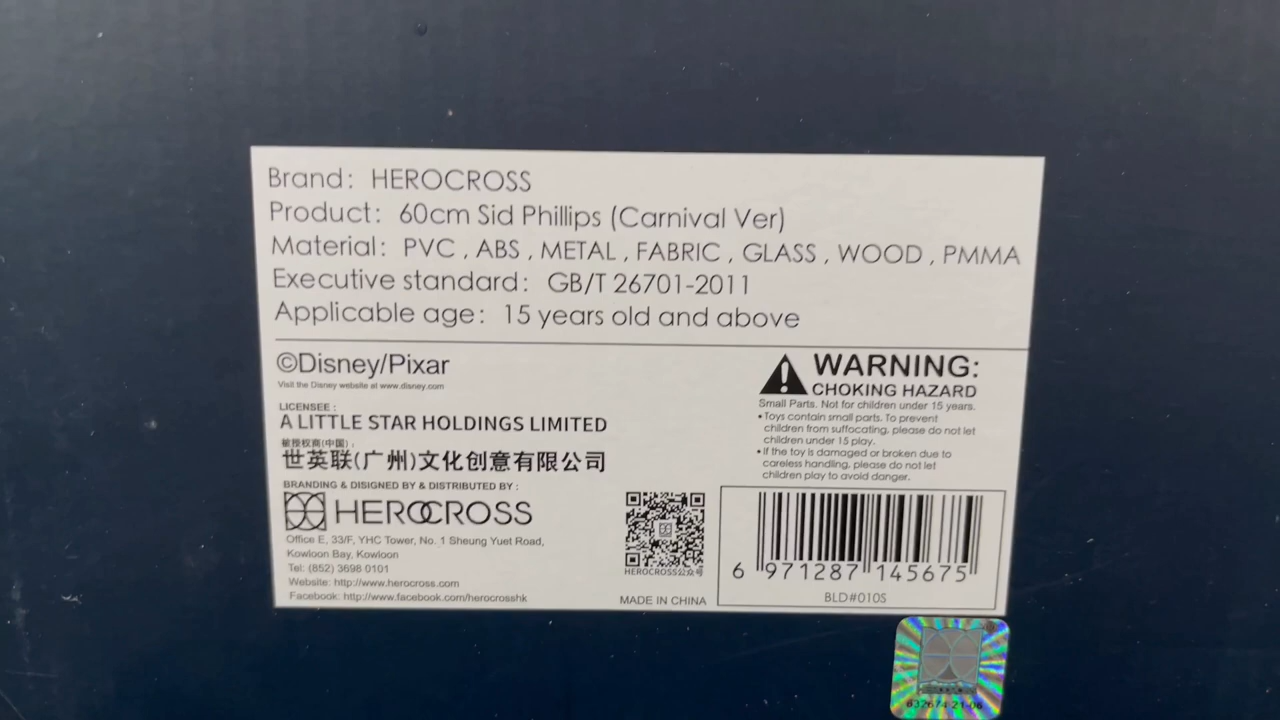 Brand: HEROCROSS
Product: 60cm Sid Phillips (Carnival Ver)
Material: PVC , ABS , METAL , FABRIC , GLASS , WOOD , PMMA
Executive standard: GB/T 26701-2011
Applicable age: 15 years old and above
©Disney/Pixar
Visit the Disney website at www.disney.com
LICENSEE :
A LITTLE STAR HOLDINGS LIMITED
被授权商(中国) :
世英联(广州)文化创意有限公司
BRANDING & DISIGNED BY & DISTRIBUTED BY :
HEROCROSS
Office E, 33/F, YHC Tower, No. 1 Sheung Yuet Road,
Kowloon Bay, Kowloon
Tel: (852) 3698 0101
Website: http://www.herocross.com
Facebook: http://www.facebook.com/herocrosshk
HEROCROSS公众号
MADE IN CHINA
WARNING:
CHOKING HAZARD
Small Parts. Not for children under 15 years.
• Toys contain small parts. To prevent
children from suffocating, please do not let
children under 15 play.
• If the toy is damaged or broken due to
careless handling, please do not let
children play to avoid danger.
6 971287 145675
BLD#010S
832674 21-06